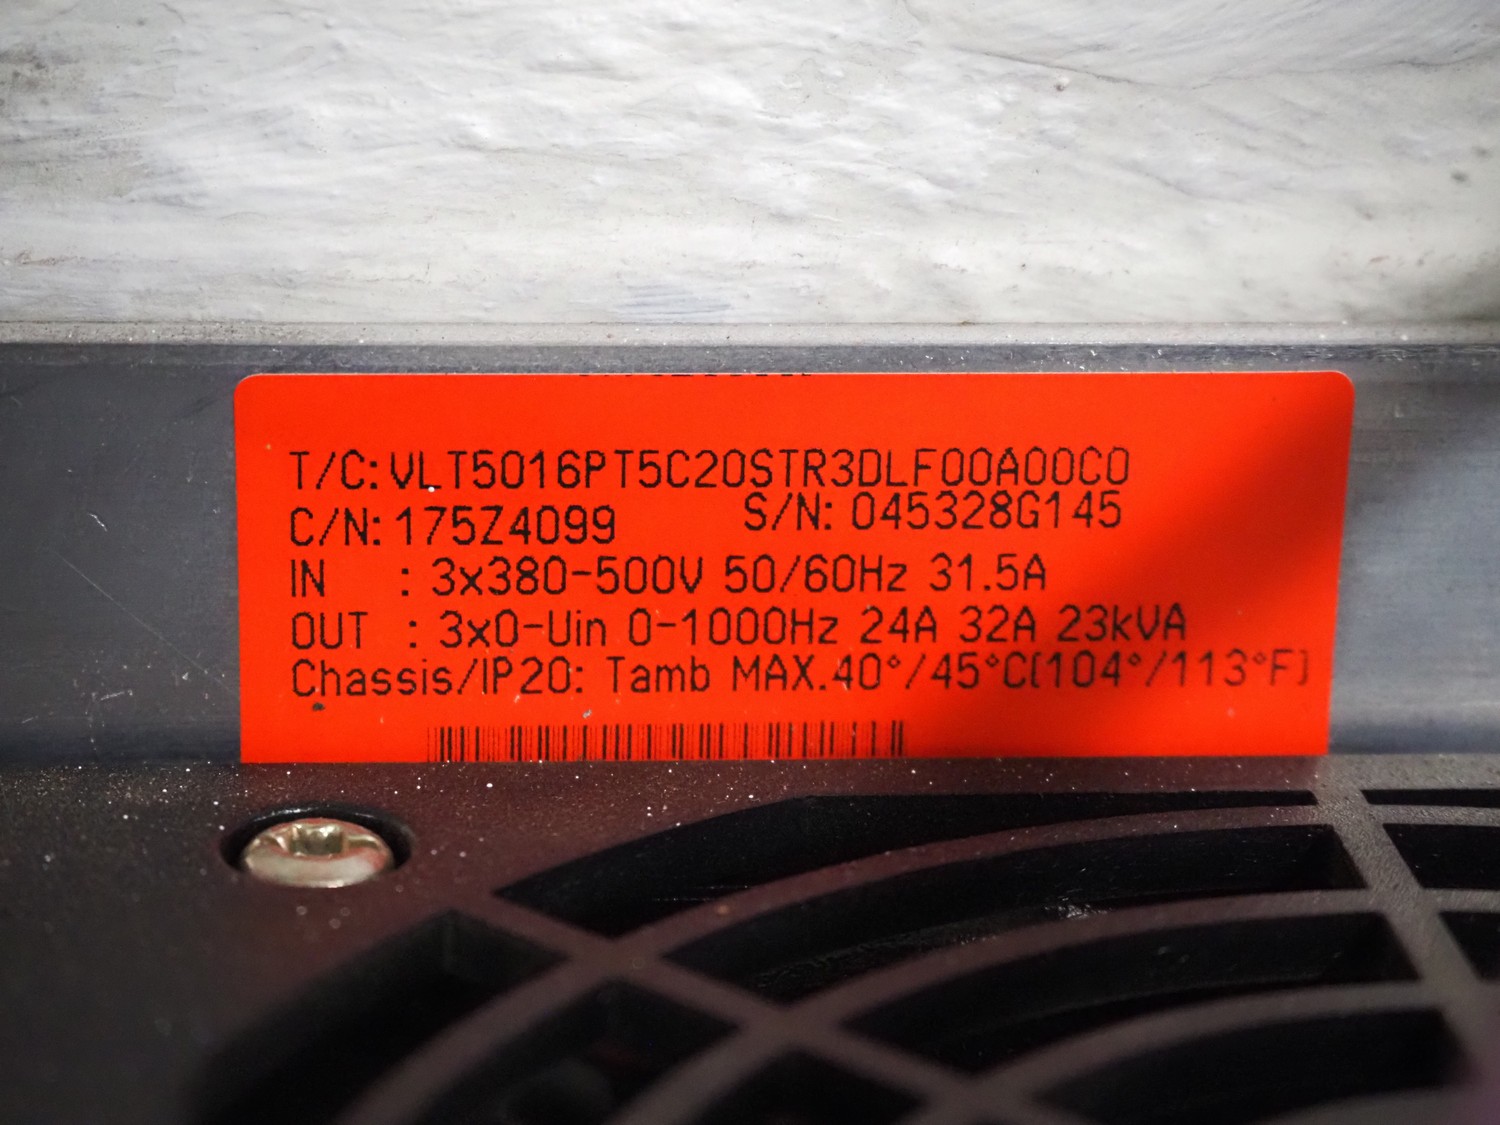 T/C: VLT5016PT5C20STR3DLF00A00C0
C/N: 175Z4099 S/N: 045328G145
IN : 3x380-500V 50/60Hz 31.5A
OUT : 3x0-Uin 0-1000Hz 24A 32A 23kVA
Chassis/IP20: Tamb MAX.40°/45°C(104°/113°F)